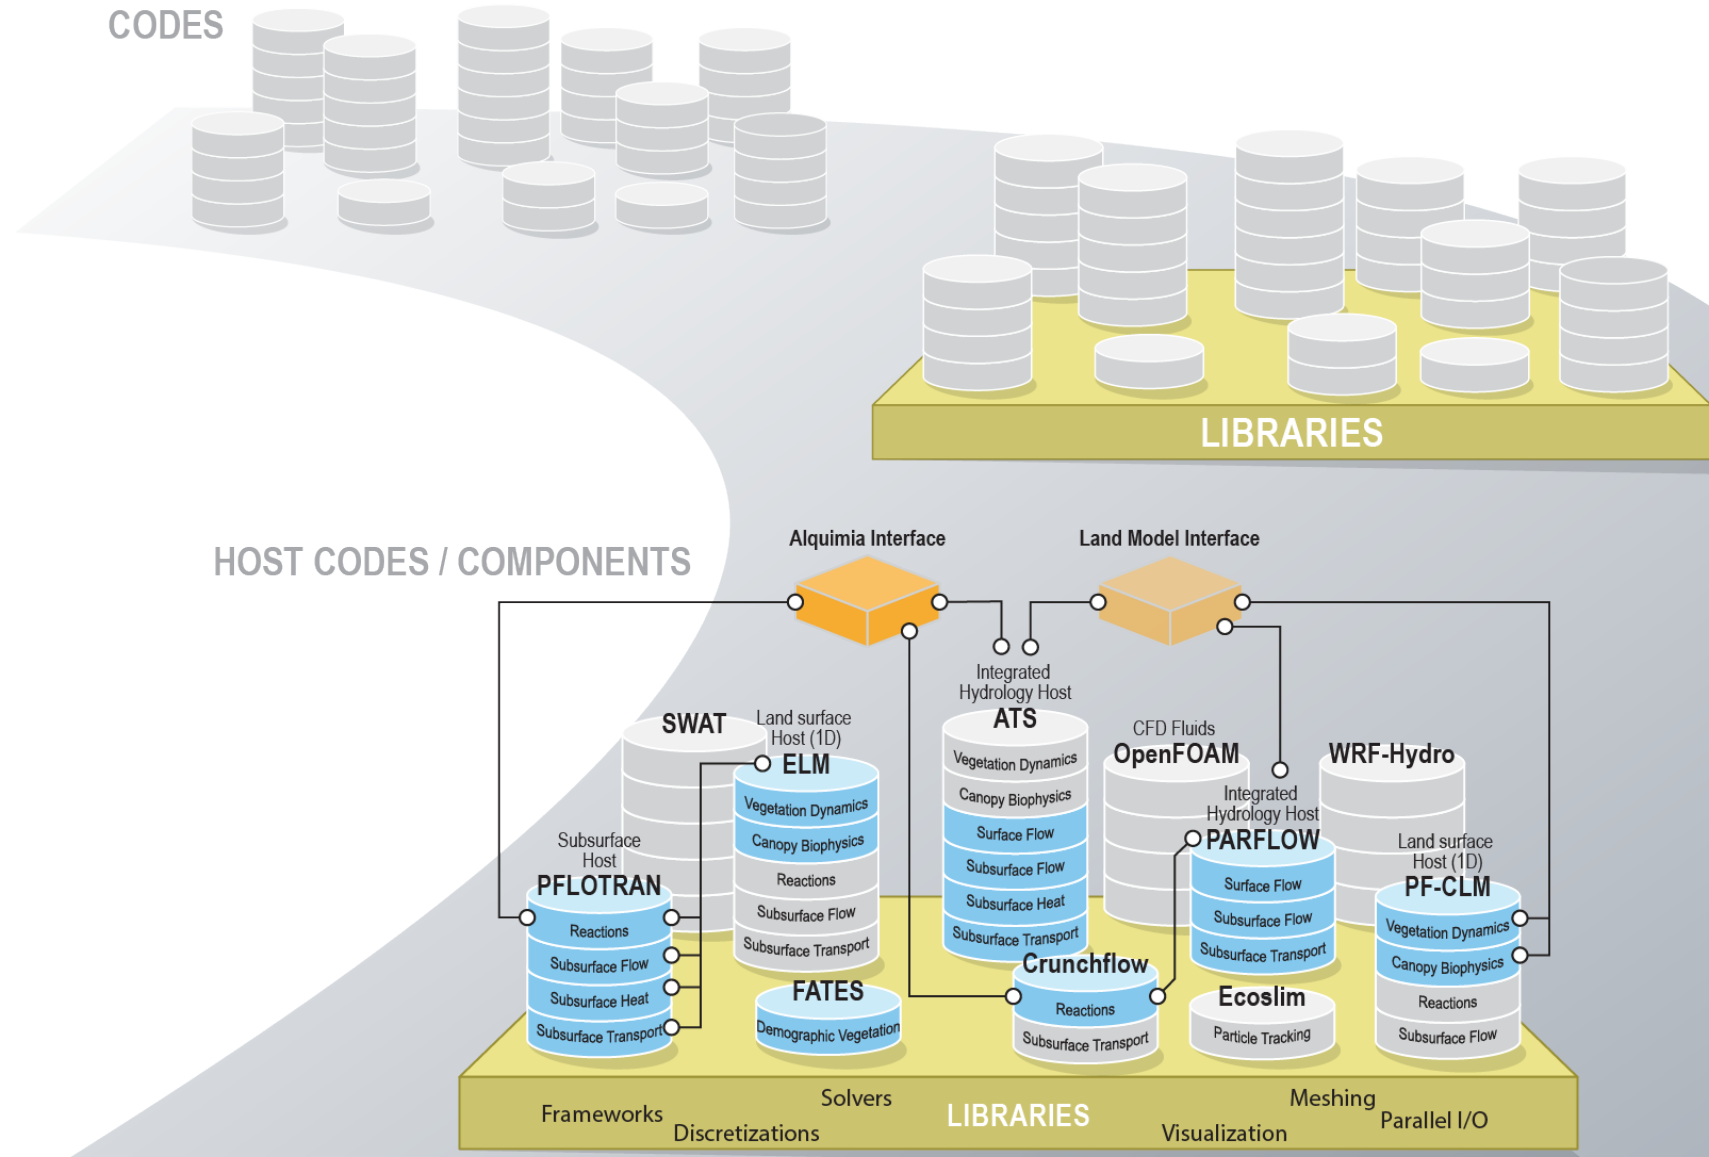 CODES
LIBRARIES
HOST CODES / COMPONENTS
Alquimia Interface
Land Model Interface
SWAT
Land surface
Host (1D)
ELM
Vegetation Dynamics
Canopy Biophysics
Reactions
Subsurface Flow
Subsurface Transport
Integrated
Hydrology Host
ATS
Vegetation Dynamics
Canopy Biophysics
Surface Flow
Subsurface Flow
Subsurface Heat
Subsurface Transport
CFD Fluids
OpenFOAM
WRF-Hydro
Integrated
Hydrology Host
PARFLOW
Surface Flow
Subsurface Flow
Subsurface Transport
Land surface
Host (1D)
PF-CLM
Vegetation Dynamics
Canopy Biophysics
Reactions
Subsurface Flow
Subsurface
Host
PFLOTRAN
Reactions
Subsurface Flow
Subsurface Heat
Subsurface Transport
FATES
Demographic Vegetation
Crunchflow
Reactions
Subsurface Transport
Ecoslim
Particle Tracking
Frameworks
Discretizations
Solvers
LIBRARIES
Visualization
Meshing
Parallel I/O